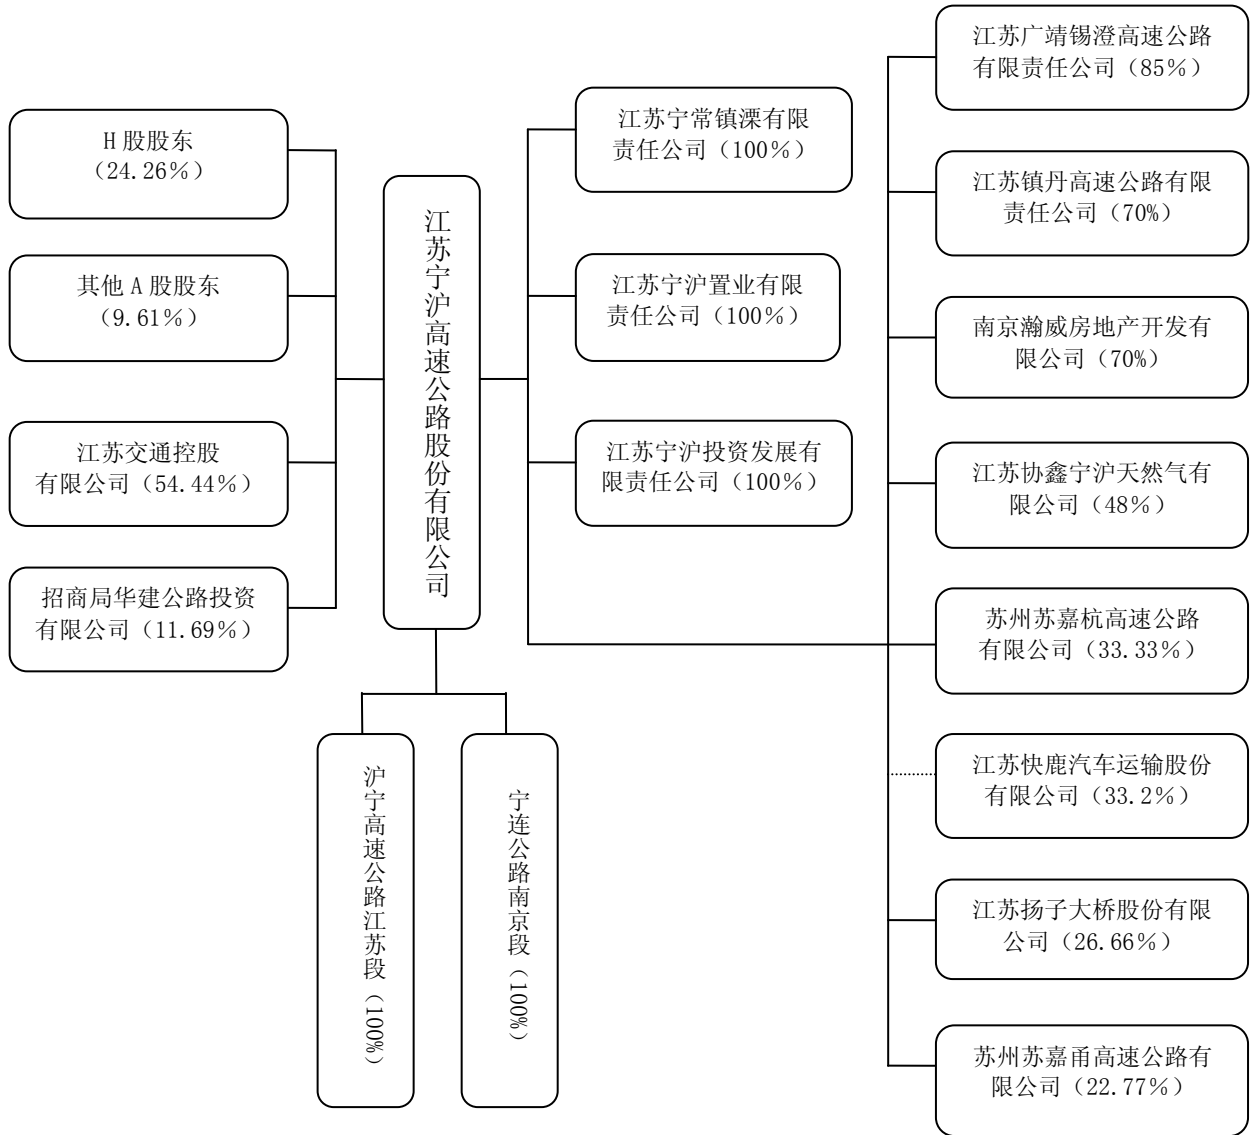 H 股股东
（24.26％）
其他 A 股股东
（9.61％）
江苏交通控股
有限公司（54.44％）
招商局华建公路投资
有限公司（11.69％）
江苏宁沪高速公路股份有限公司
沪宁高速公路江苏段（100%）
宁连公路南京段（100%）
江苏宁常镇溧有限
责任公司（100％）
江苏宁沪置业有限
责任公司（100％）
江苏宁沪投资发展有
限责任公司（100％）
江苏广靖锡澄高速公路
有限责任公司（85％）
江苏镇丹高速公路有限
责任公司（70%）
南京瀚威房地产开发有
限公司（70%）
江苏协鑫宁沪天然气有
限公司（48％）
苏州苏嘉杭高速公路
有限公司（33.33％）
江苏快鹿汽车运输股份
有限公司（33.2％）
江苏扬子大桥股份有限
公司（26.66％）
苏州苏嘉甬高速公路有
限公司（22.77％）